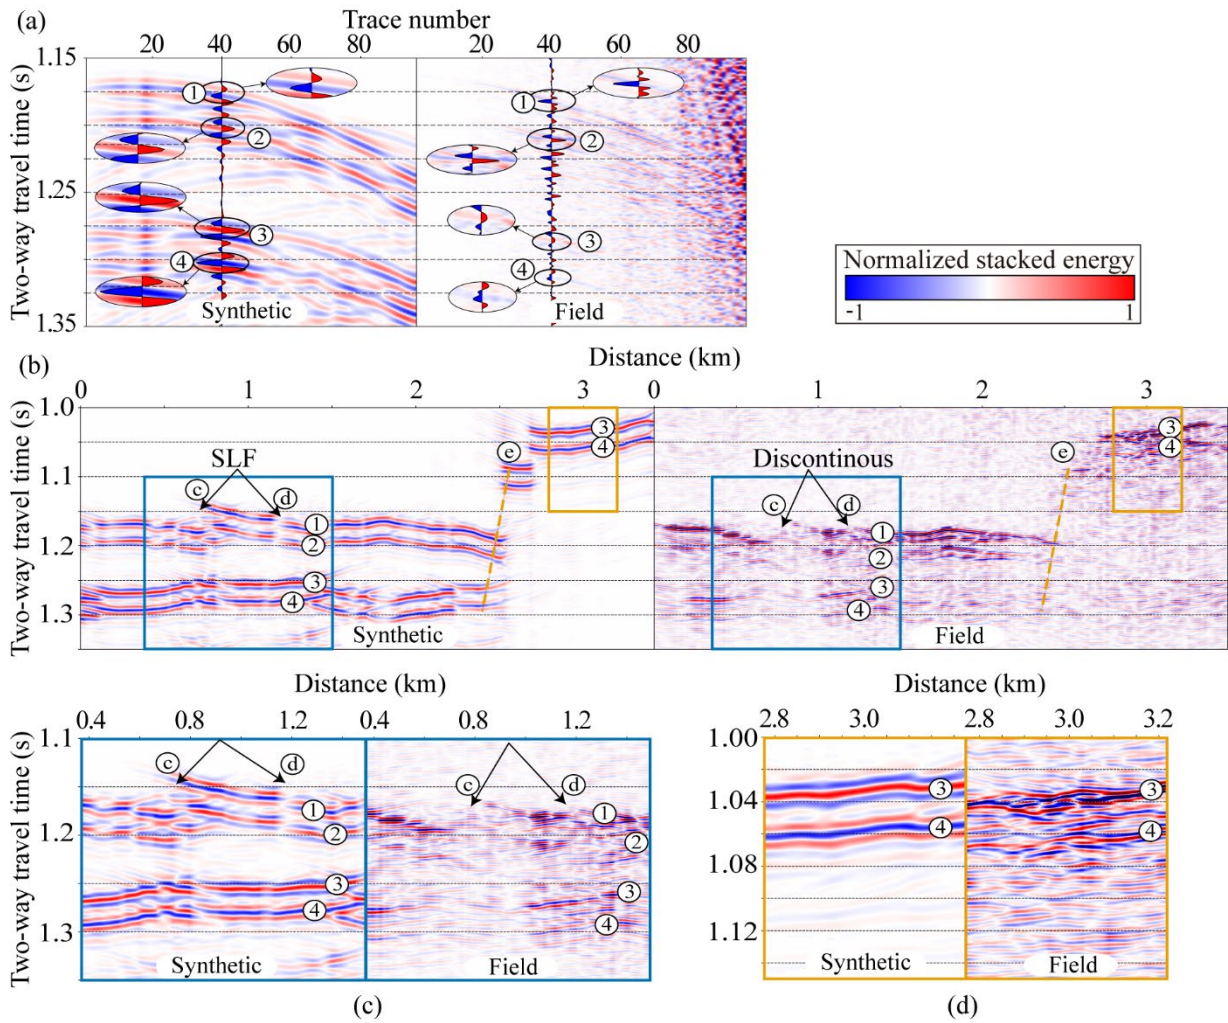 (a)
Trace number
20 40 60 80 20 40 60 80
Two-way travel time (s)
1.15
1.25
1.35
1
2
3
4
Synthetic
1
2
3
4
Field
Normalized stacked energy
-1 1
(b)
Distance (km)
0 1 2 3 0 1 2 3
Two-way travel time (s)
1.0
1.1
1.2
1.3
SLF
c
d
e
1
2
3
4
3
4
Synthetic
Discontinous
c
d
e
1
2
3
4
3
4
Field
Distance (km)
0.4 0.8 1.2 0.4 0.8 1.2
Two-way travel time (s)
1.1
1.2
1.3
c
d
1
2
3
4
Synthetic
c
d
1
2
3
4
Field
(c)
Distance (km)
2.8 3.0 2.8 3.0 3.2
1.00
1.04
1.08
1.12
3
4
Synthetic
3
4
Field
(d)